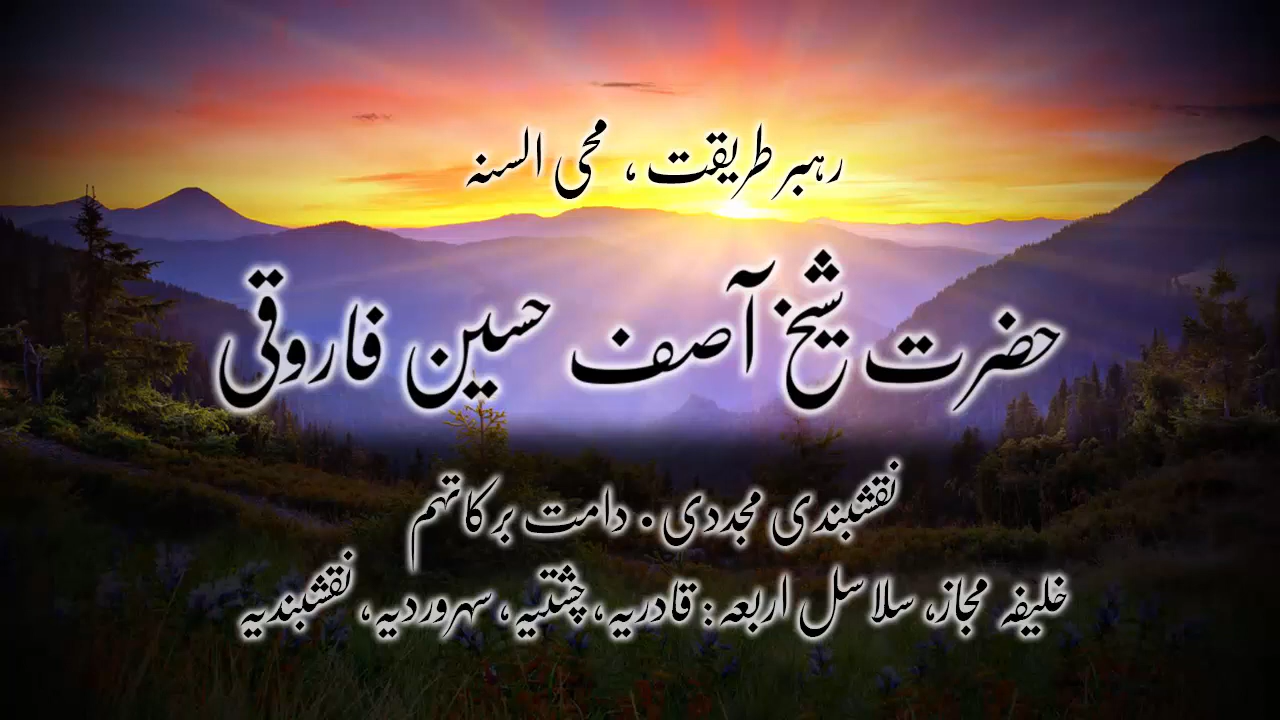 رہبر طریقت، محی السنہ
حضرت شیخ آصف حسین فاروقی
نقشبندی مجددی • دامت برکاتہم
خلیفہ مجاز، سلاسل اربعہ: قادریہ، چشتیہ، سہروردیہ، نقشبندیہ